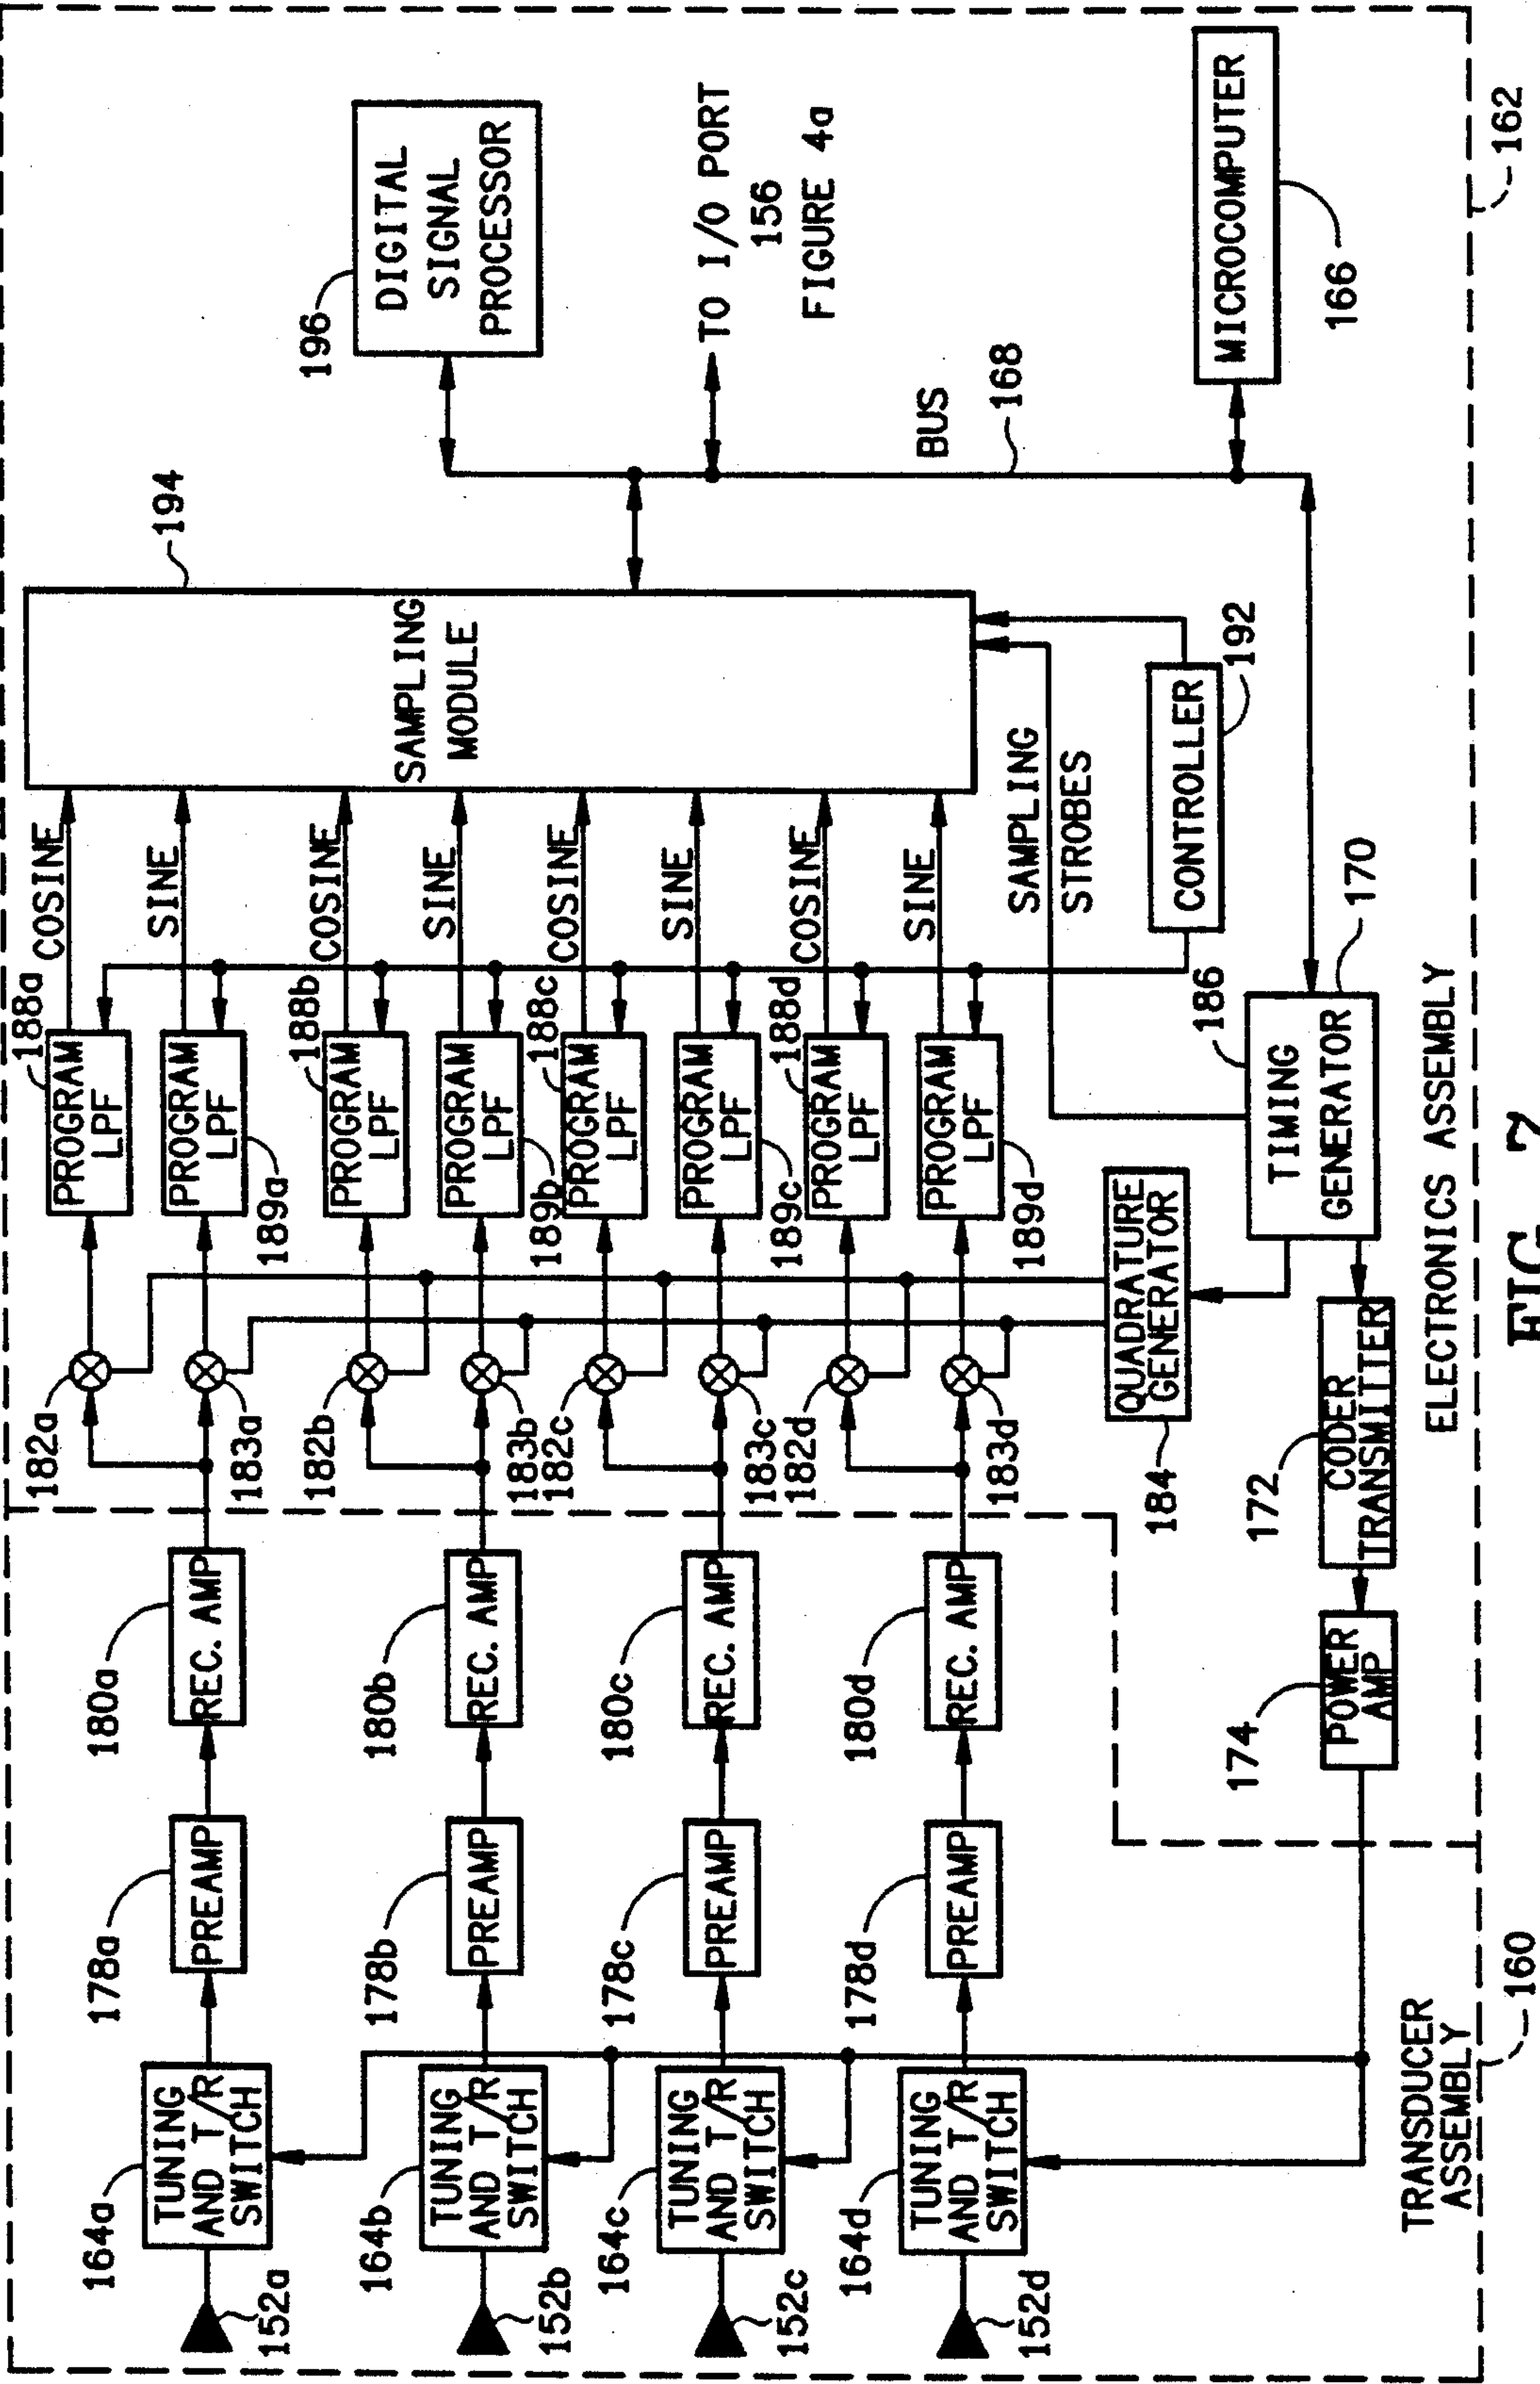 152a
164a
TUNING
AND T/R
SWITCH
178a
PREAMP
180a
REC. AMP
182a
183a
188a
PROGRAM
LPF
COSINE
PROGRAM
LPF
189a
SINE
152b
164b
TUNING
AND T/R
SWITCH
178b
PREAMP
180b
REC. AMP
182b
183b
188b
PROGRAM
LPF
COSINE
PROGRAM
LPF
189b
SINE
152c
164c
TUNING
AND T/R
SWITCH
178c
PREAMP
180c
REC. AMP
182c
183c
188c
PROGRAM
LPF
COSINE
PROGRAM
LPF
189c
SINE
152d
164d
TUNING
AND T/R
SWITCH
178d
PREAMP
180d
REC. AMP
182d
183d
188d
PROGRAM
LPF
COSINE
PROGRAM
LPF
189d
SINE
194
SAMPLING
MODULE
196
DIGITAL
SIGNAL
PROCESSOR
TO I/O PORT
156
FIGURE 4a
BUS
168
SAMPLING
STROBES
CONTROLLER
192
MICROCOMPUTER
166
184
QUADRATURE
GENERATOR
186
TIMING
GENERATOR
170
172
CODER
TRANSMITTER
174
POWER
AMP
TRANSDUCER
ASSEMBLY
160
ELECTRONICS ASSEMBLY
162
FIG. 7